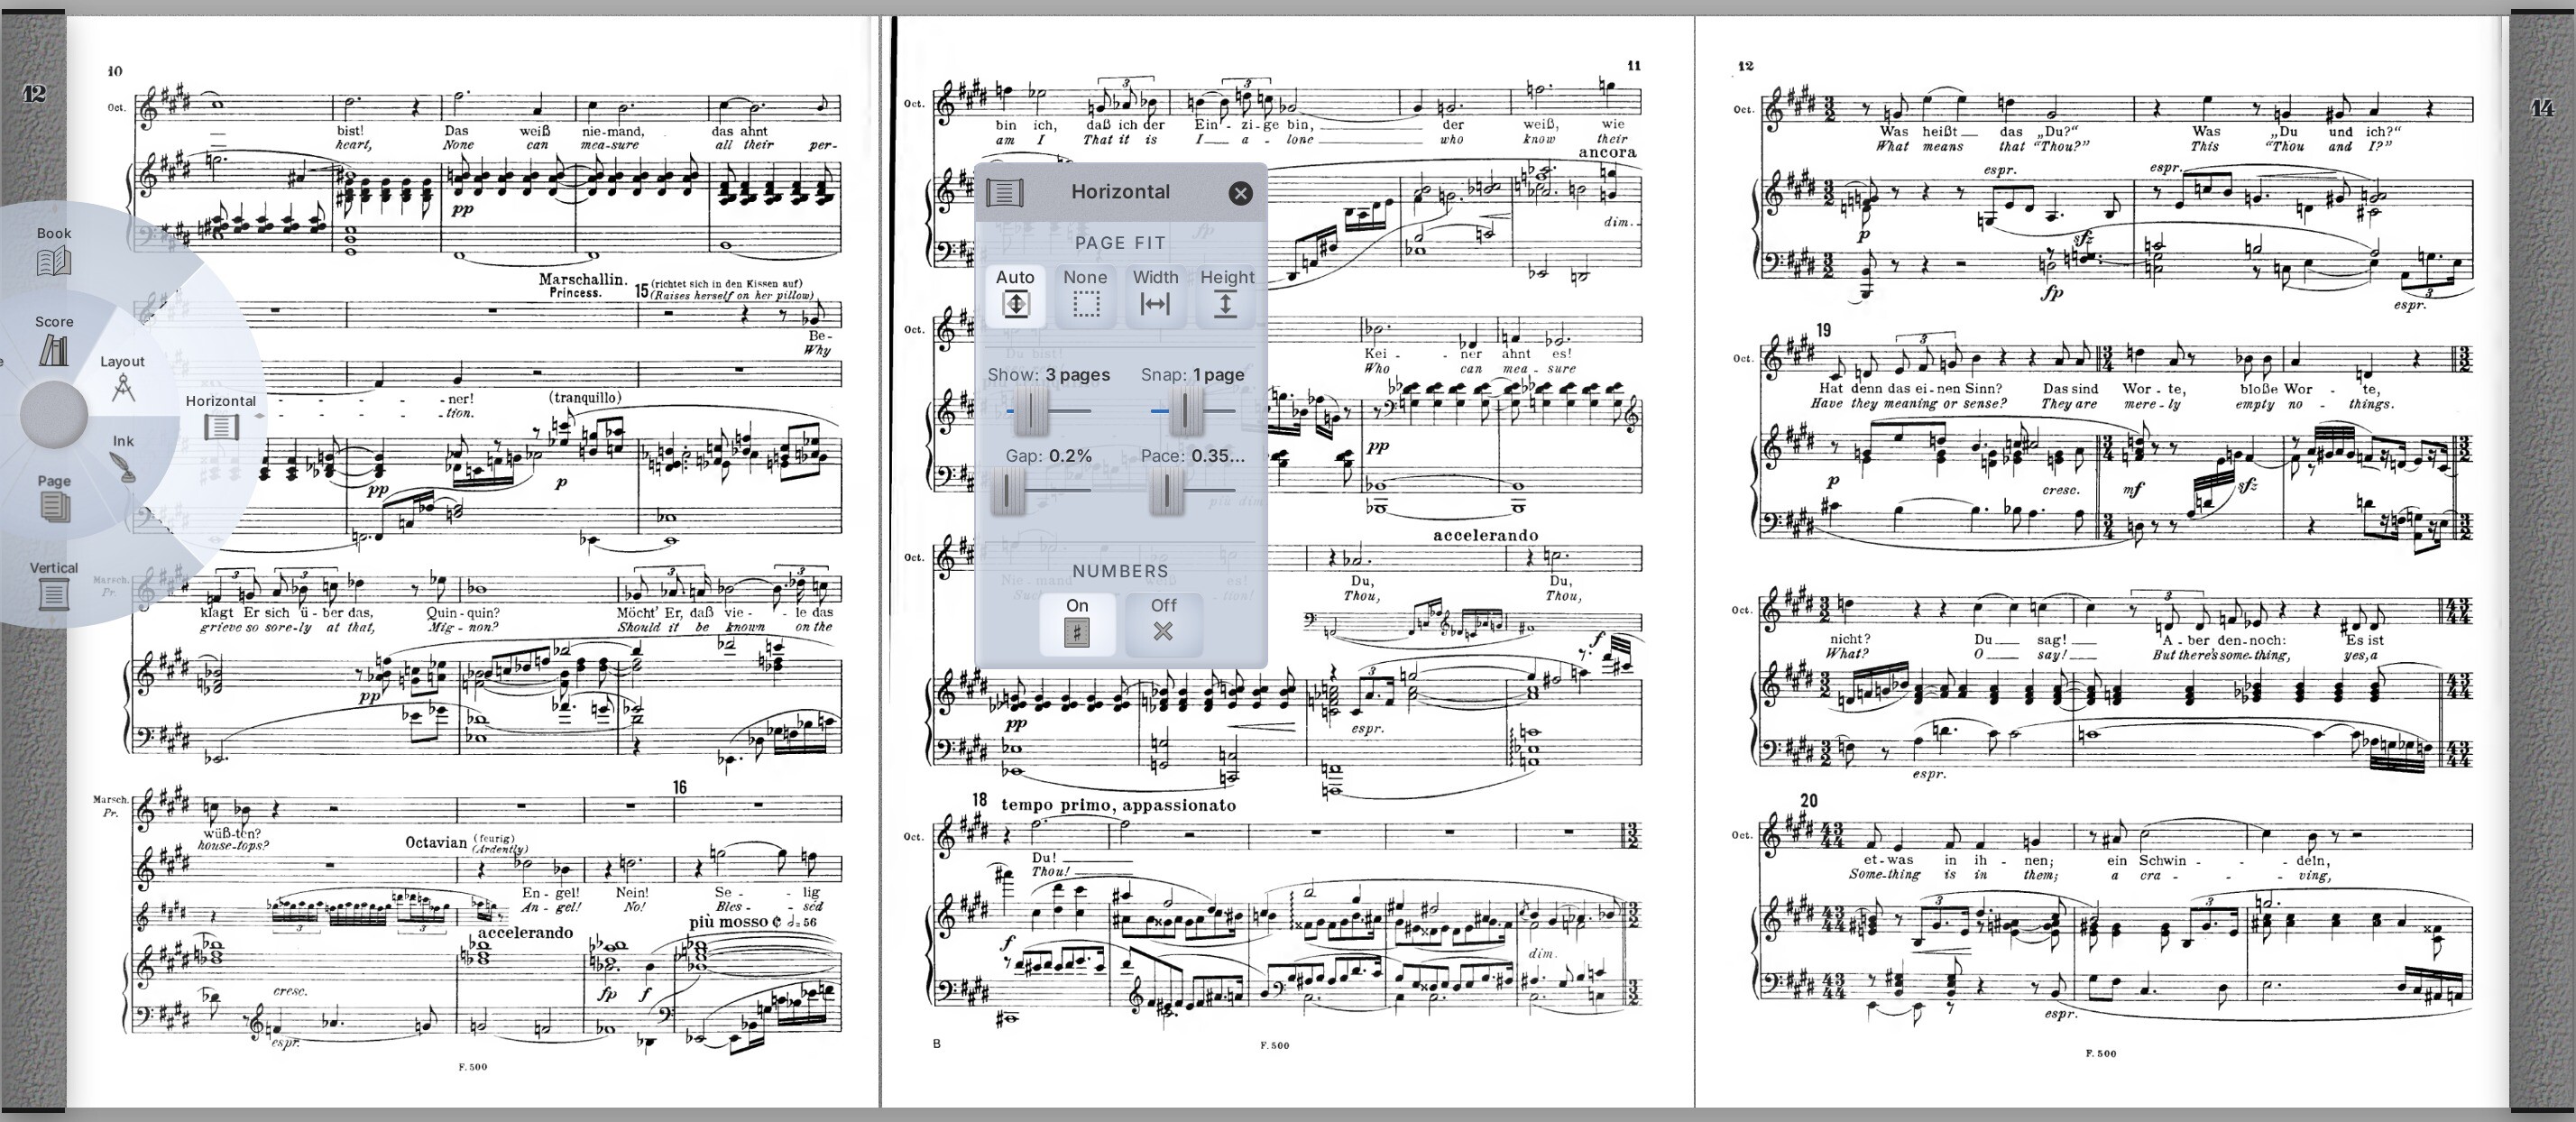 12
10
Oct.
bist! Das weiß nie-mand, das ahnt
heart, None can mea-sure all their per-
pp
Marschallin.
Princess.
15 (richtet sich in den Kissen auf)
(Raises herself on her pillow)
Be-
Why
- - - - ner! (tranquillo)
- - - - tion.
pp p
Marsch.
Pr.
klagt Er sich ü - ber das, Quin - quin? Möcht' Er, daß vie - - le das
grieve so sore-ly at that, Mig - non? Should it be known on the
pp
16
Marsch.
Pr.
wüß-ten?
house-tops?
Octavian (feurig)
(Ardently)
En - gel! Nein! Se - - lig
An - gel! No! Bles - - sed
accelerando
più mosso 56
cresc. fp f
espr.
F. 500
Book
Score
Layout
Horizontal
Ink
Page
Vertical
11
Oct.
bin ich, daß ich der Ein - zi - ge bin, der weiß, wie
am I That it is I a - lone who know their
ancora
dim.
Oct.
Kei - - ner ahnt es!
Who can mea - sure
pp
accelerando
Oct.
Du, Du,
Thou, Thou,
f
pp espr.
18 tempo primo, appassionato
Oct.
Du!
Thou!
f dim.
B F. 500
Horizontal
PAGE FIT
Auto None Width Height
Show: 3 pages Snap: 1 page
Gap: 0.2% Pace: 0.35...
NUMBERS
On Off
12
Oct.
Was heißt das „Du?“ Was „Du und ich?“
What means that “Thou?” This “Thou and I?”
espr. espr.
p sfz
fp espr.
19
Oct.
Hat denn das ei - nen Sinn? Das sind Wor - te, bloße Wor - te,
Have they meaning or sense? They are mere - ly empty no - things.
p cresc. mf sfz
Oct.
nicht? Du sag! A - ber den-noch: Es ist
What? O say! But there's some-thing, yes, a
espr.
20
Oct.
et - was in ih - nen; ein Schwin - - - deln,
Some-thing is in them; a cra - - - ving,
espr.
F. 500
14